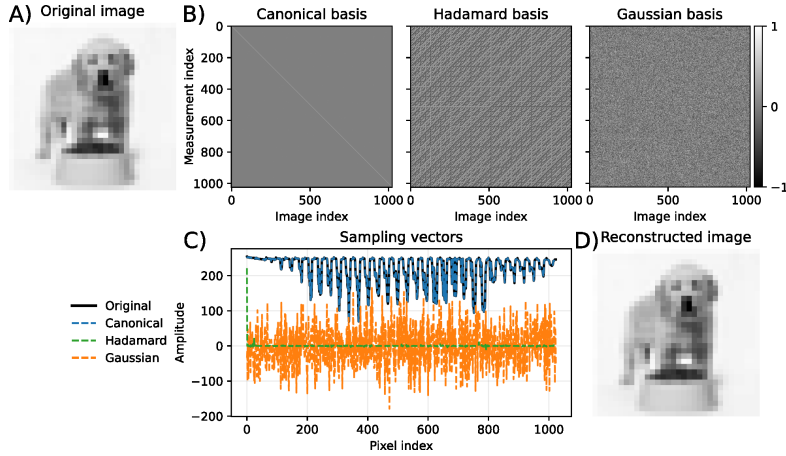 A) Original image
B) Canonical basis Hadamard basis Gaussian basis
Measurement index
0
200
400
600
800
1000
0 500 1000
Image index
0 500 1000
Image index
0 500 1000
Image index
1
0
−1
C) Sampling vectors
Original
Canonical
Hadamard
Gaussian
Amplitude
200
100
0
−100
−200
0 200 400 600 800 1000
Pixel index
D) Reconstructed image